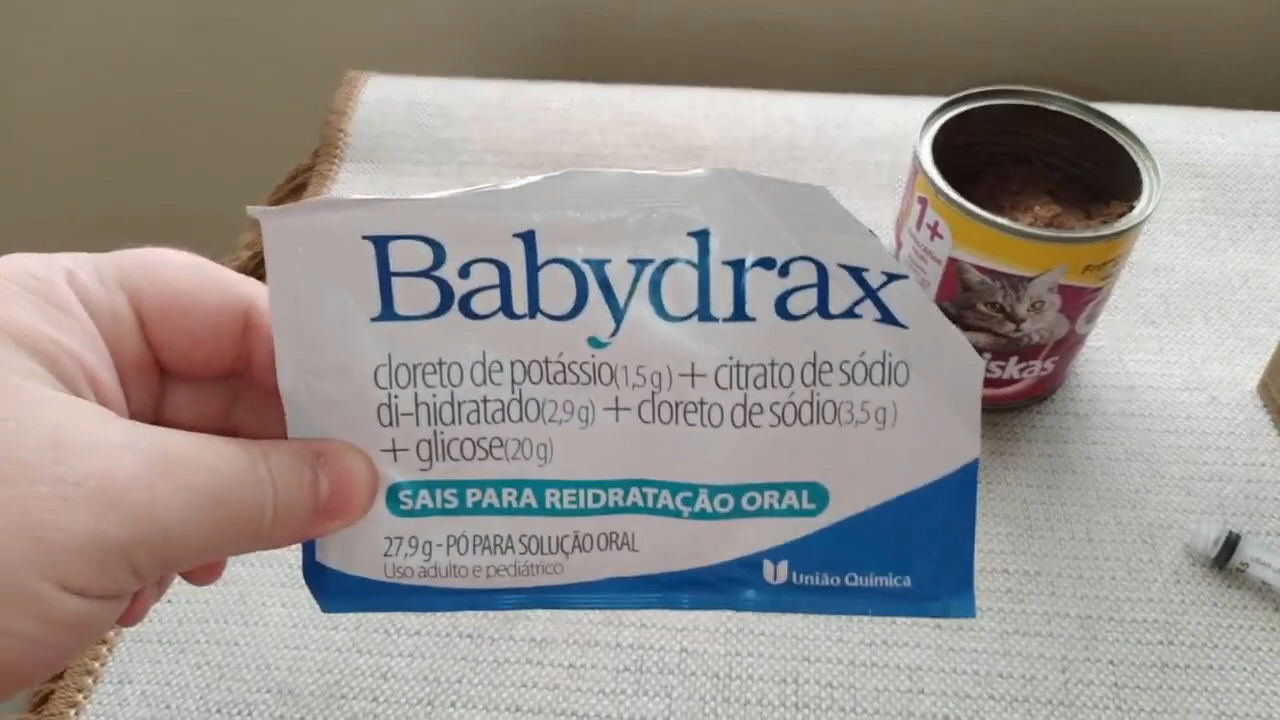 Babydrax
cloreto de potássio(1,5 g) + citrato de sódio
di-hidratado(2,9g) + cloreto de sódio(3,5 g)
+ glicose(20 g)
SAIS PARA REIDRATAÇÃO ORAL
27,9 g - PÓ PARA SOLUÇÃO ORAL
Uso adulto e pediátrico
União Química
1+
iskas